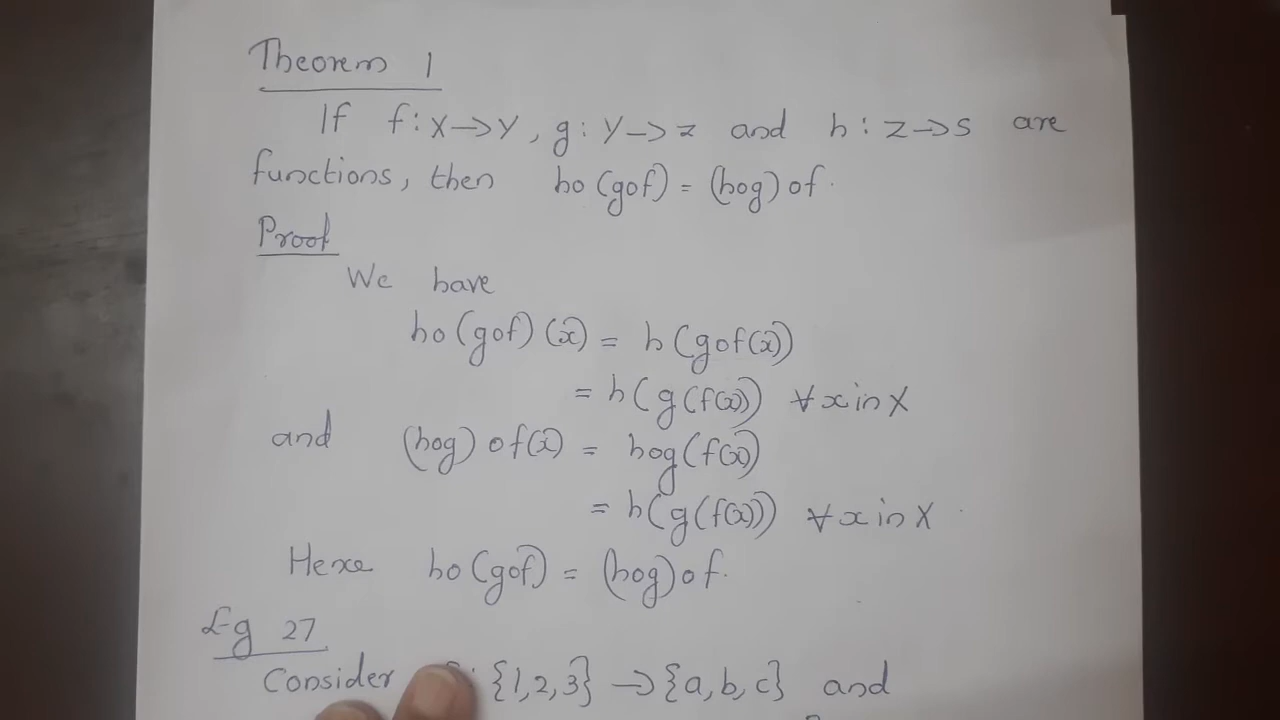 Theorem 1
If f: X→Y, g: Y→Z and h: Z→S are
functions, then ho(gof) = (hog)of.
Proof
We have
ho(gof)(x) = h(gof(x))
= h(g(f(x)) ∀ x in X
and (hog)of(x) = hog(f(x))
= h(g(f(x))) ∀ x in X.
Hence ho(gof) = (hog)of.
Eg 27
Consider : {1,2,3} → {a,b,c} and